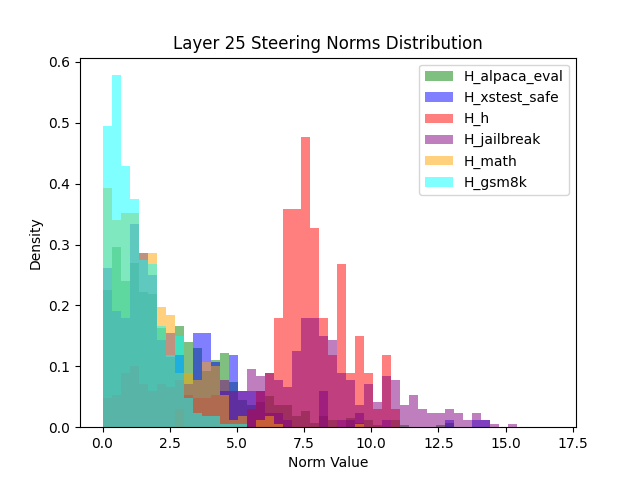 Layer 25 Steering Norms Distribution
H_alpaca_eval
H_xstest_safe
H_h
H_jailbreak
H_math
H_gsm8k
Density
0.6
0.5
0.4
0.3
0.2
0.1
0.0
0.0 2.5 5.0 7.5 10.0 12.5 15.0 17.5
Norm Value